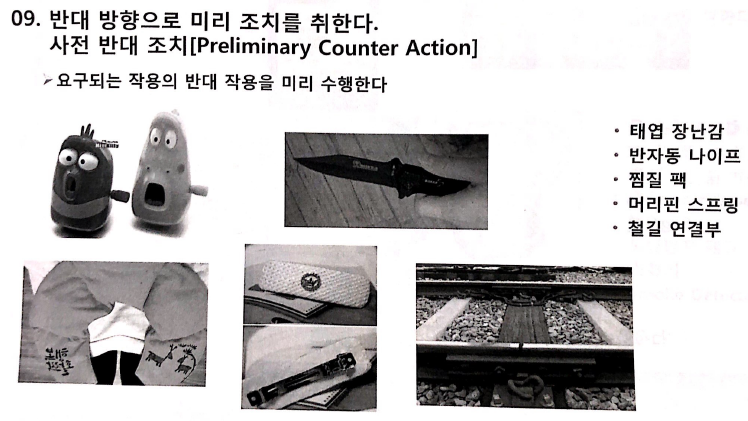 09. 반대 방향으로 미리 조치를 취한다.
사전 반대 조치[Preliminary Counter Action]
➢요구되는 작용의 반대 작용을 미리 수행한다
• 태엽 장난감
• 반자동 나이프
• 찜질 팩
• 머리핀 스프링
• 철길 연결부